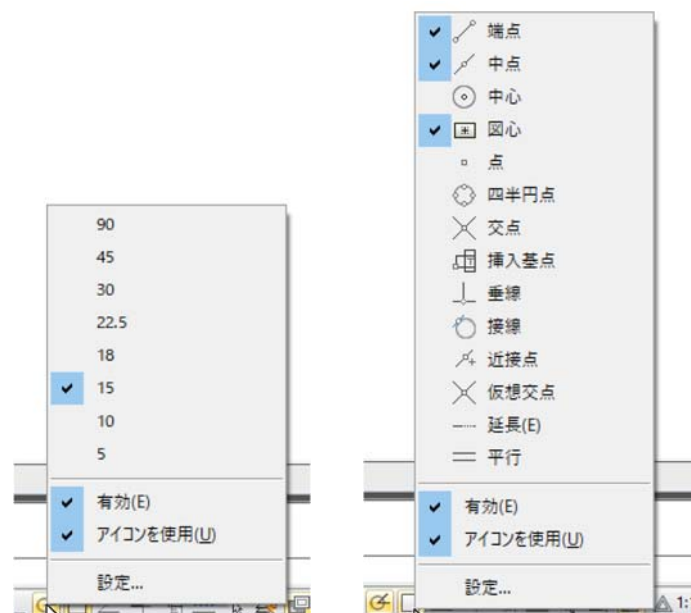 90
45
30
22.5
18
15
10
5
有効(E)
アイコンを使用(U)
設定...
端点
中点
中心
図心
点
四半円点
交点
挿入基点
垂線
接線
近接点
仮想交点
延長(E)
平行
有効(E)
アイコンを使用(U)
設定...